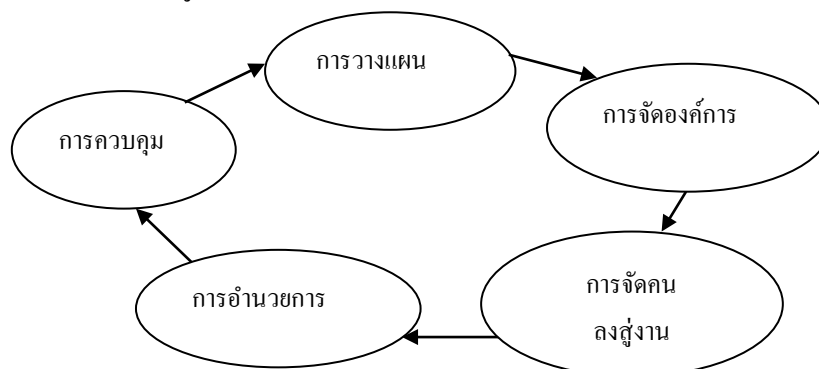 การวางแผน
การจัดองค์การ
การจัดคน
ลงสู่งาน
การอำนวยการ
การควบคุม